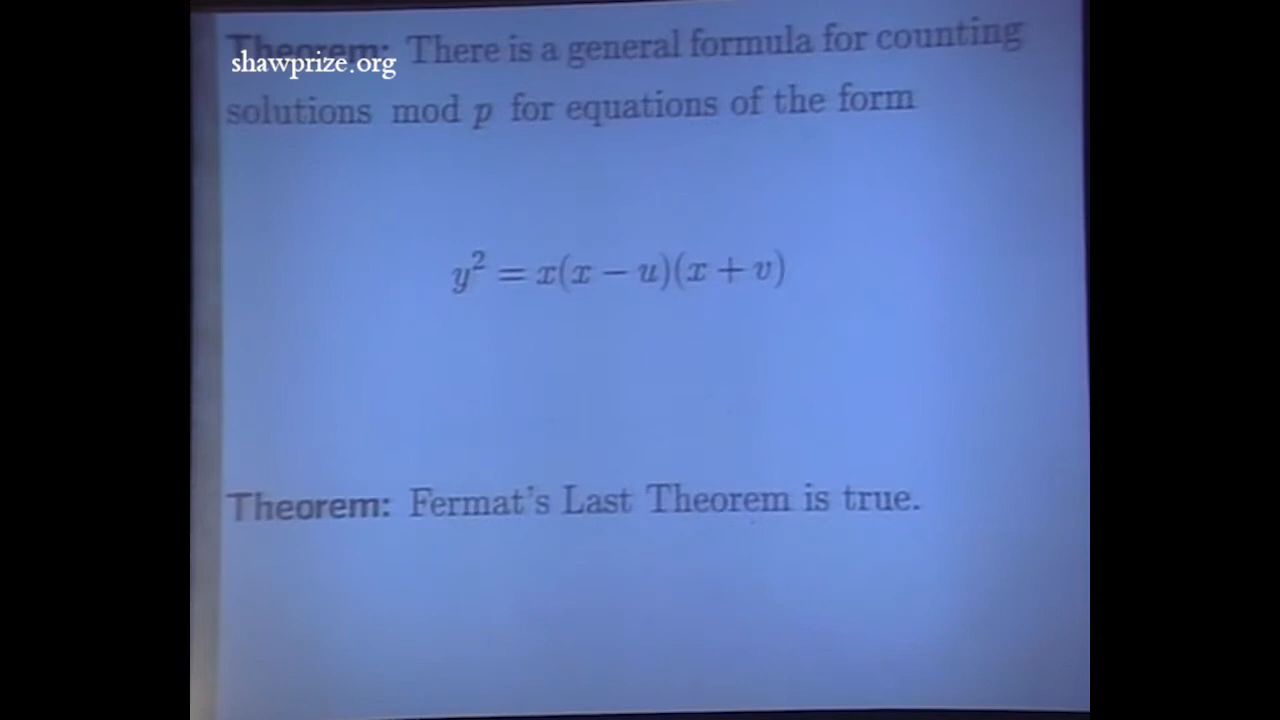 Theorem: There is a general formula for counting
shawprize.org
solutions mod p for equations of the form
y² = x(x − u)(x + v)
Theorem: Fermat's Last Theorem is true.